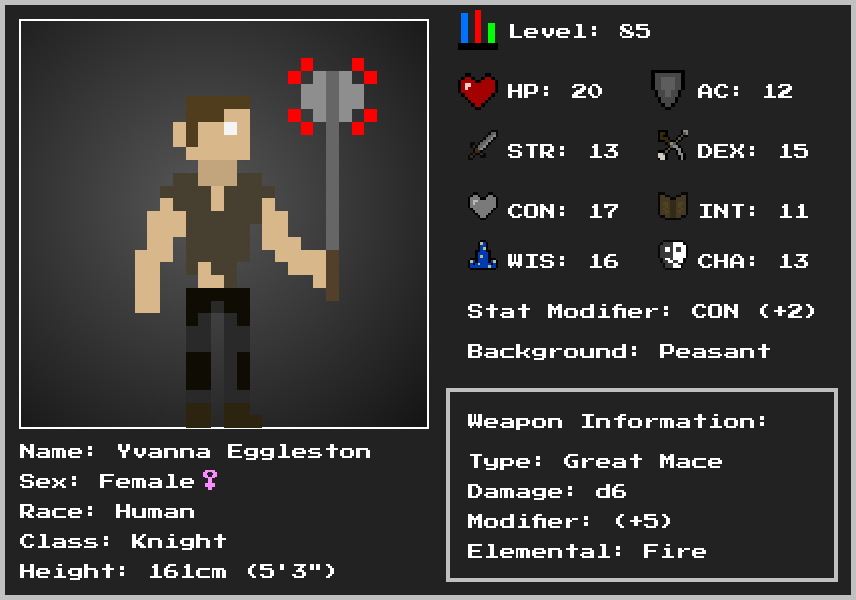 Level: 85
HP: 20
AC: 12
STR: 13
DEX: 15
CON: 17
INT: 11
WIS: 16
CHA: 13
Stat Modifier: CON (+2)
Background: Peasant
Weapon Information:
Type: Great Mace
Damage: d6
Modifier: (+5)
Elemental: Fire
Name: Yvanna Eggleston
Sex: Female♀
Race: Human
Class: Knight
Height: 161cm (5'3")